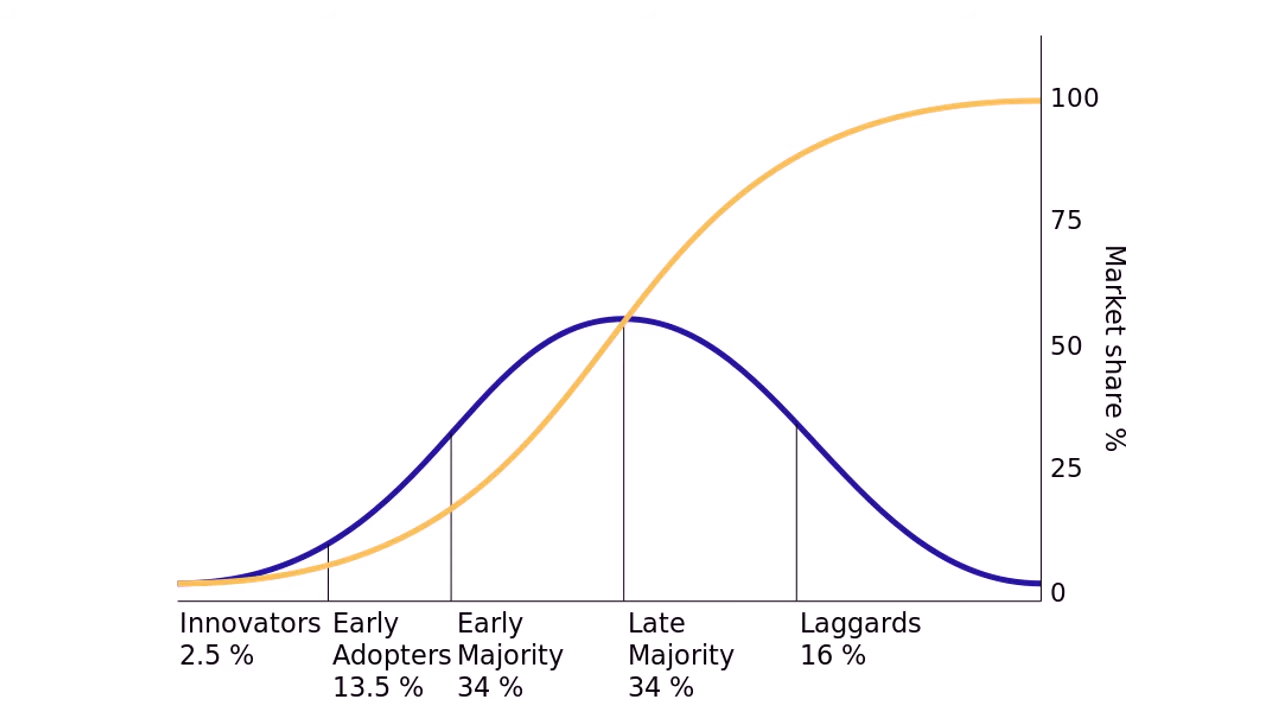 100
75
50
25
0
Market share %
Innovators
2.5 %
Early
Adopters
13.5 %
Early
Majority
34 %
Late
Majority
34 %
Laggards
16 %